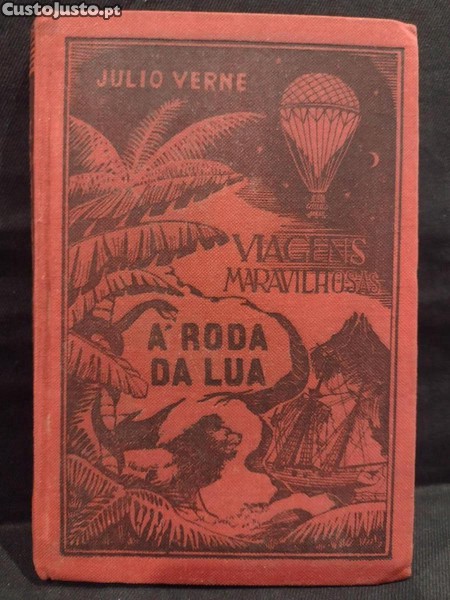 CustoJusto.pt
JULIO VERNE
VIAGENS
MARAVILHOSAS
Á RODA
DA LUA